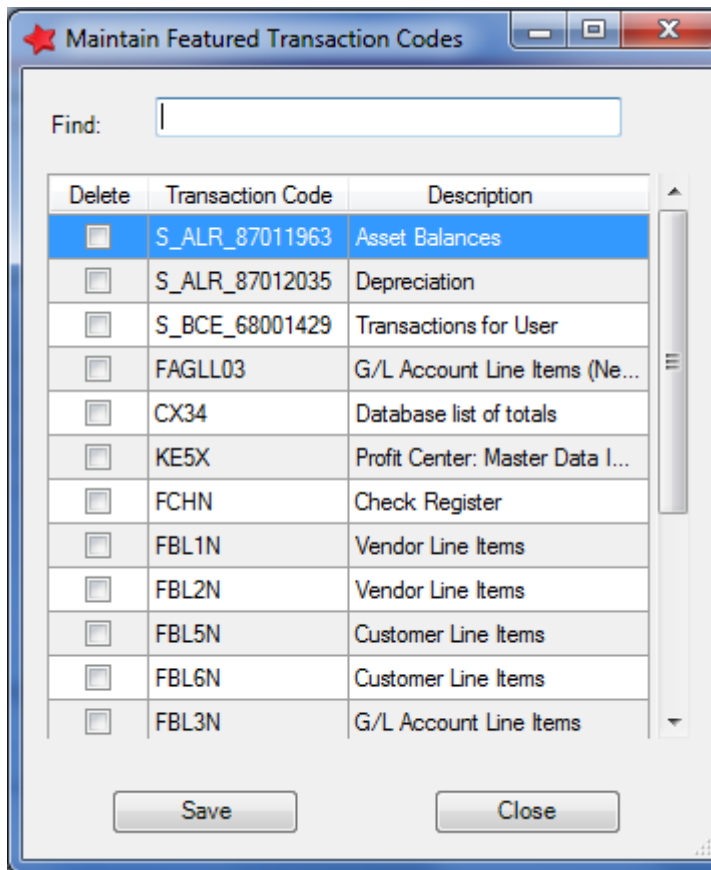 Maintain Featured Transaction Codes
Find:
Delete Transaction Code Description
S_ALR_87011963 Asset Balances
S_ALR_87012035 Depreciation
S_BCE_68001429 Transactions for User
FAGLL03 G/L Account Line Items (Ne...
CX34 Database list of totals
KE5X Profit Center: Master Data I...
FCHN Check Register
FBL1N Vendor Line Items
FBL2N Vendor Line Items
FBL5N Customer Line Items
FBL6N Customer Line Items
FBL3N G/L Account Line Items
Save Close